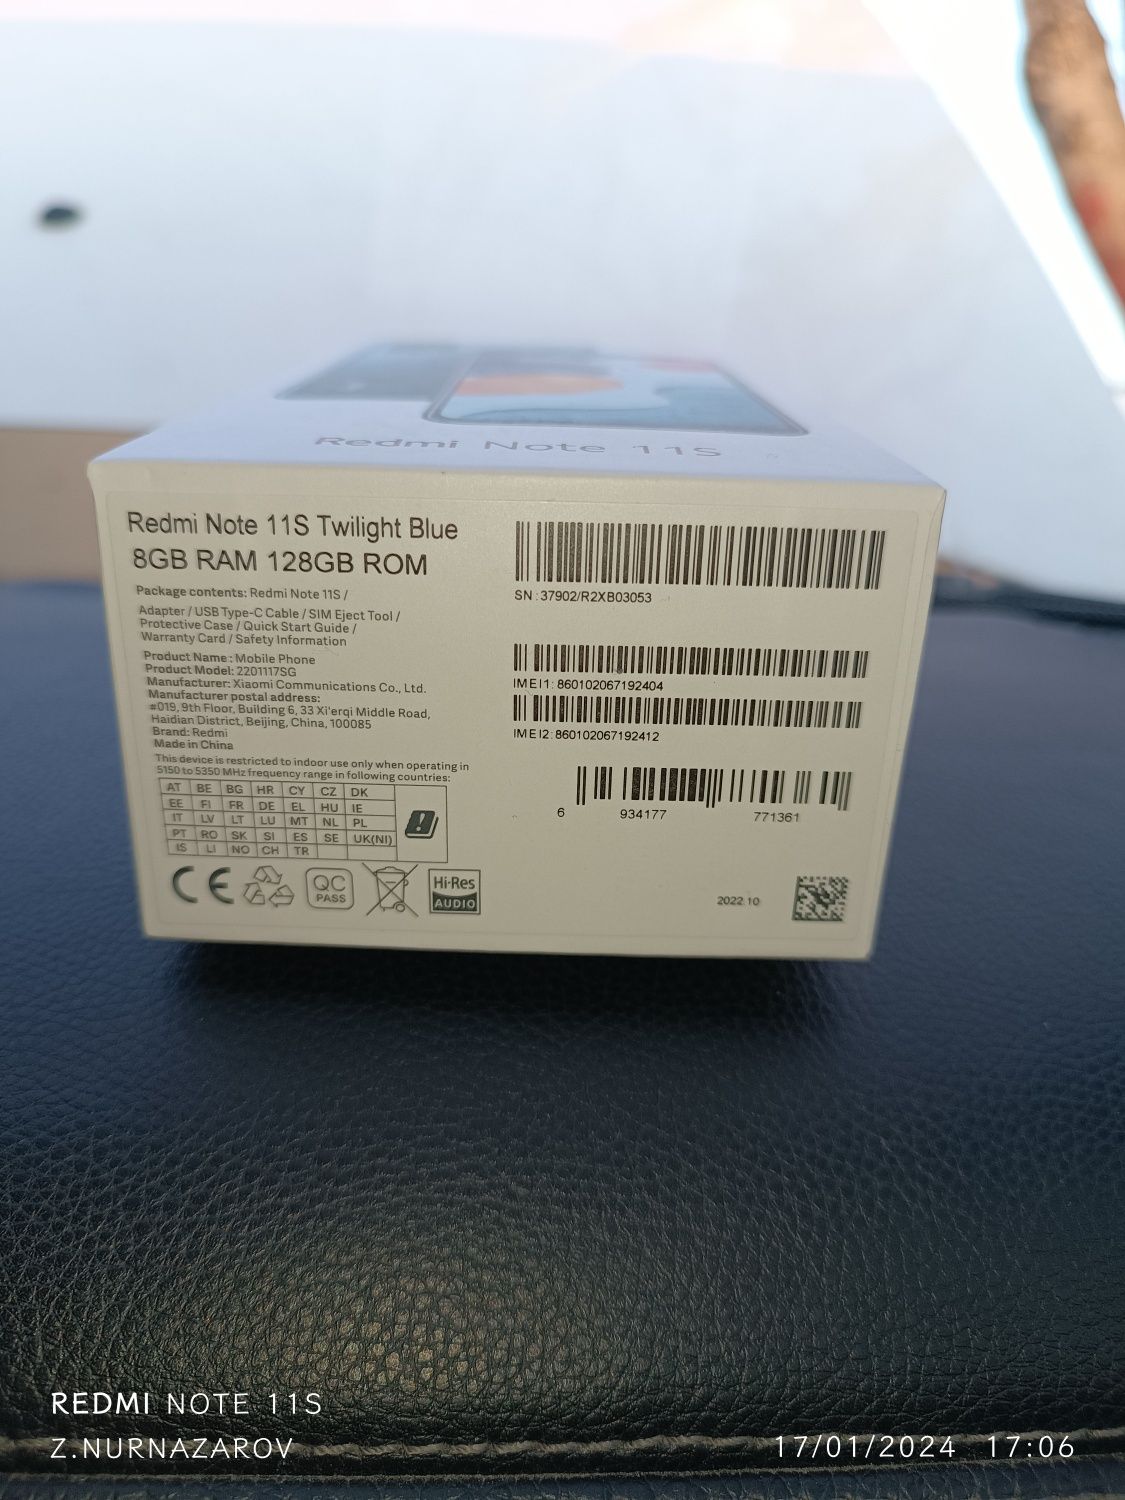 Redmi Note 11S
Redmi Note 11S Twilight Blue
8GB RAM 128GB ROM
Package contents: Redmi Note 11S /
Adapter / USB Type-C Cable / SIM Eject Tool /
Protective Case / Quick Start Guide /
Warranty Card / Safety Information
Product Name: Mobile Phone
Product Model: 2201117SG
Manufacturer: Xiaomi Communications Co., Ltd.
Manufacturer postal address:
#019, 9th Floor, Building 6, 33 Xi'erqi Middle Road,
Haidian District, Beijing, China, 100085
Brand: Redmi
Made in China
This device is restricted to indoor use only when operating in
5150 to 5350 MHz frequency range in following countries:
AT BE BG HR CY CZ DK
EE FI FR DE EL HU IE
IT LV LT LU MT NL PL
PT RO SK SI ES SE UK(NI)
IS LI NO CH TR
CE
QC
PASS
Hi-Res
AUDIO
SN: 37902/R2XB03053
IMEI1: 860102067192404
IMEI2: 860102067192412
6 934177 771361
2022.10
REDMI NOTE 11S
Z.NURNAZAROV
17/01/2024 17:06